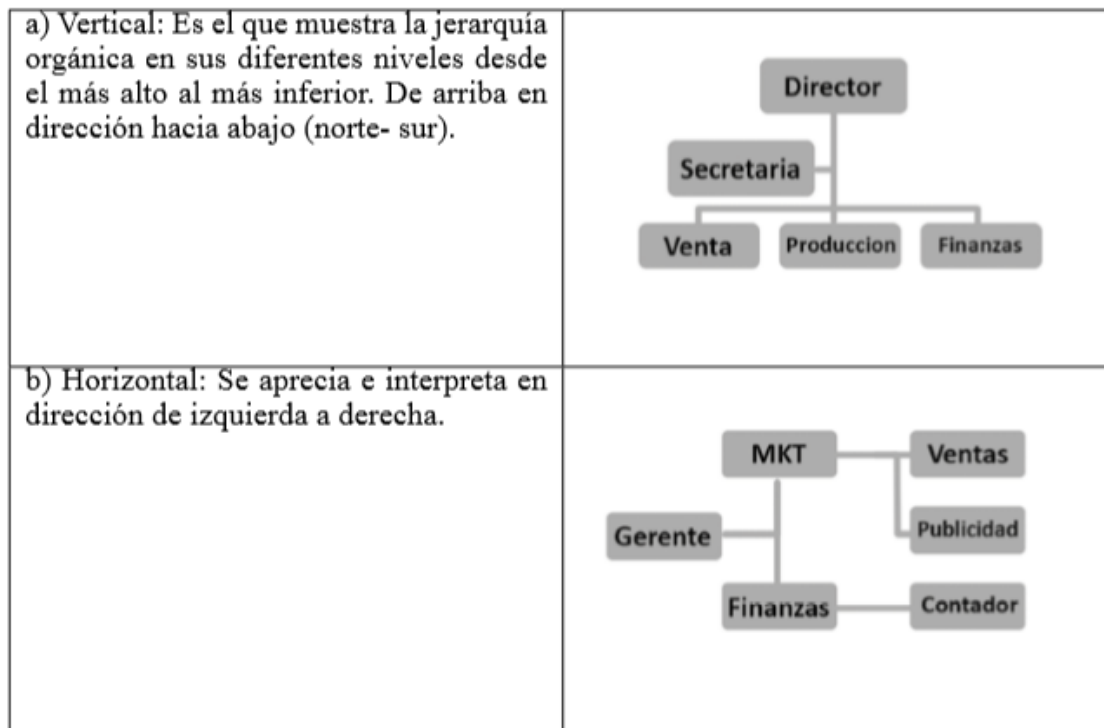 a) Vertical: Es el que muestra la jerarquía
orgánica en sus diferentes niveles desde
el más alto al más inferior. De arriba en
dirección hacia abajo (norte- sur).
Director
Secretaria
Venta
Produccion
Finanzas
b) Horizontal: Se aprecia e interpreta en
dirección de izquierda a derecha.
MKT
Ventas
Publicidad
Gerente
Finanzas
Contador